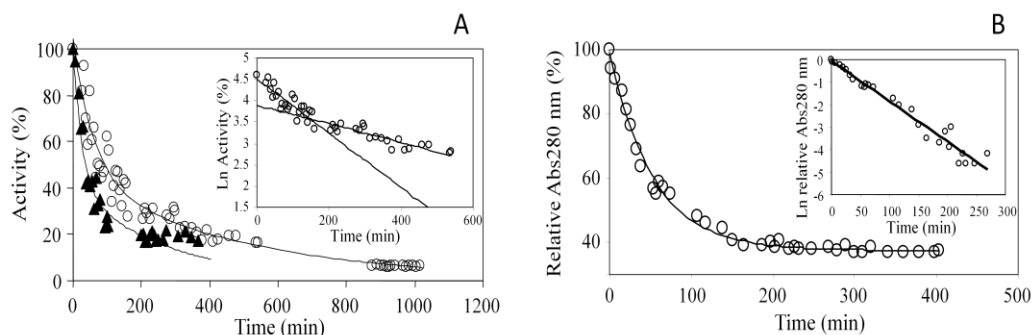 A
B
100
80
60
40
20
0
Activity (%)
0 200 400 600 800 1000 1200
Time (min)
5
4.5
4
3.5
3
2.5
2
1.5
Ln Activity (%)
0 200 400 600
Time (min)
100
80
60
40
Relative Abs280 nm (%)
0 100 200 300 400 500
Time (min)
0
-1
-2
-3
-4
-5
-6
Ln relative Abs280 nm
0 50 100 150 200 250 300
Time (min)